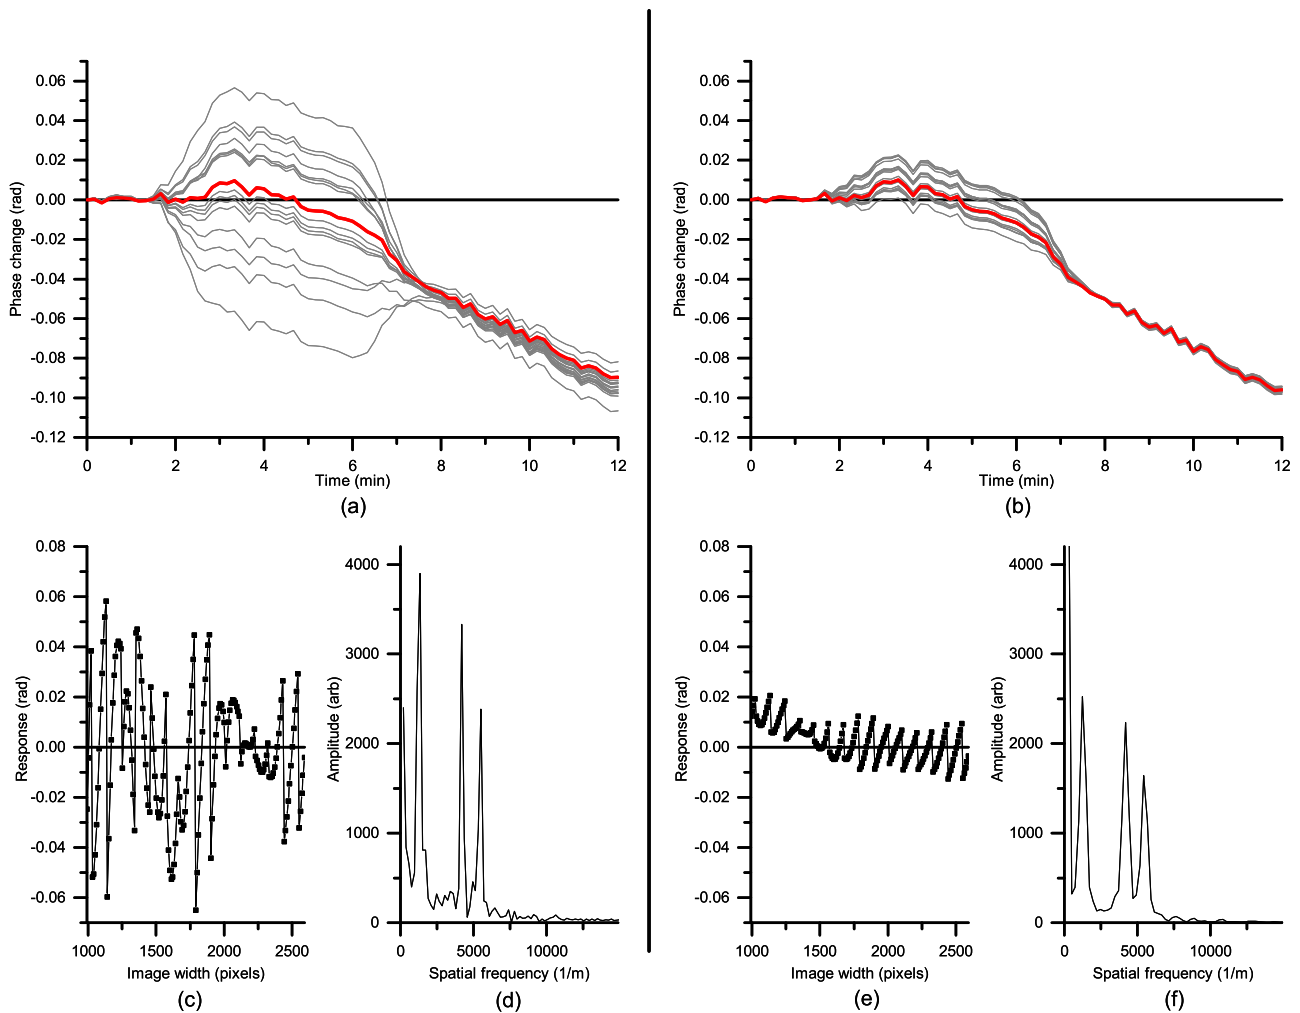 0.06
0.04
0.02
0.00
-0.02
-0.04
-0.06
-0.08
-0.10
-0.12
Phase change (rad)
0 2 4 6 8 10 12
Time (min)
(a)
0.06
0.04
0.02
0.00
-0.02
-0.04
-0.06
-0.08
-0.10
-0.12
Phase change (rad)
0 2 4 6 8 10 12
Time (min)
(b)
0.08
0.06
0.04
0.02
0.00
-0.02
-0.04
-0.06
Response (rad)
1000 1500 2000 2500
Image width (pixels)
(c)
4000
3000
2000
1000
0
Amplitude (arb)
0 5000 10000
Spatial frequency (1/m)
(d)
0.08
0.06
0.04
0.02
0.00
-0.02
-0.04
-0.06
Response (rad)
1000 1500 2000 2500
Image width (pixels)
(e)
4000
3000
2000
1000
0
Amplitude (arb)
0 5000 10000
Spatial frequency (1/m)
(f)